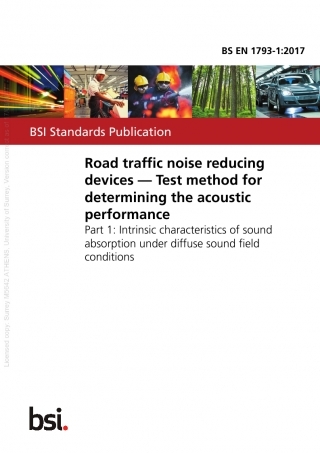 BS EN 1793-1:2017
BSI Standards Publication
Road traffic noise reducing
devices — Test method for
determining the acoustic
performance
Part 1: Intrinsic characteristics of sound
absorption under diffuse sound field
conditions
bsi.